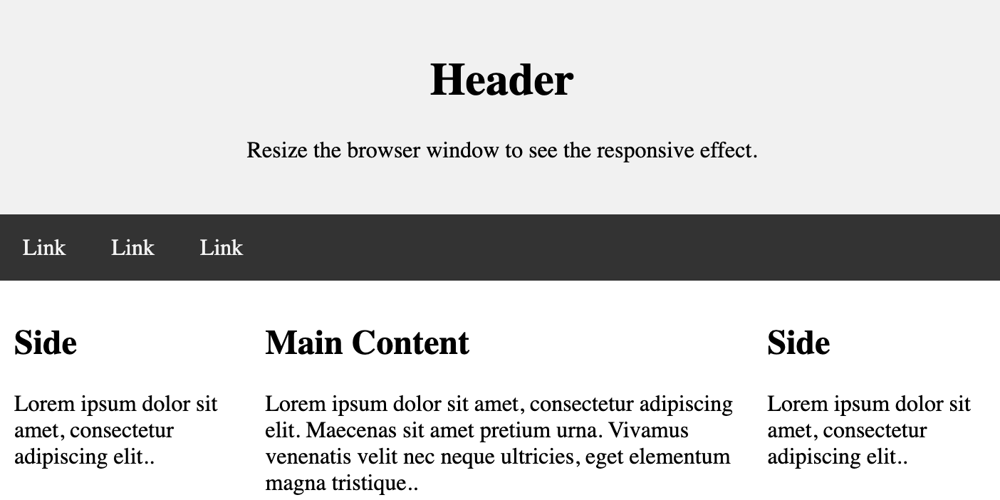 Header
Resize the browser window to see the responsive effect.
Link Link Link
Side
Lorem ipsum dolor sit
amet, consectetur
adipiscing elit..
Main Content
Lorem ipsum dolor sit amet, consectetur adipiscing
elit. Maecenas sit amet pretium urna. Vivamus
venenatis velit nec neque ultricies, eget elementum
magna tristique..
Side
Lorem ipsum dolor sit
amet, consectetur
adipiscing elit..